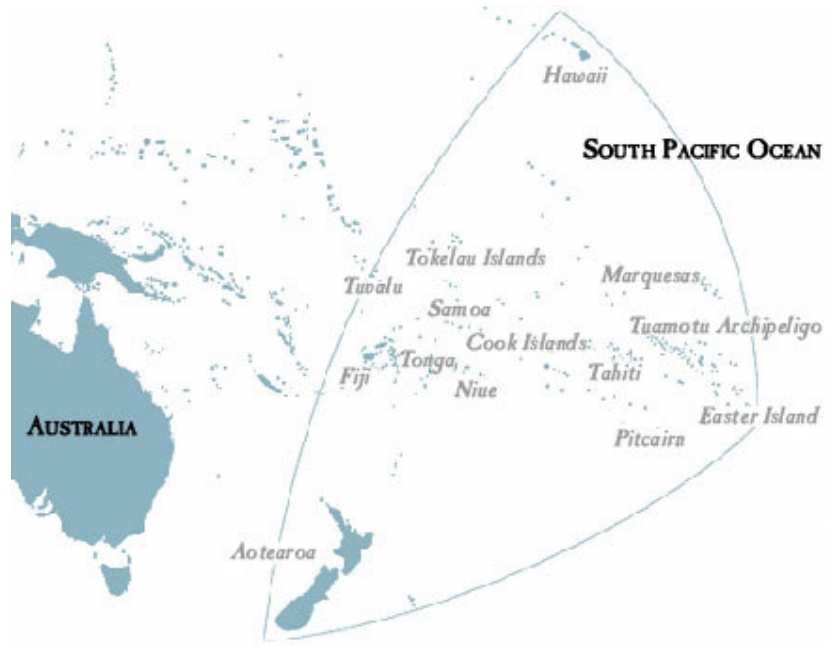 Hawaii
SOUTH PACIFIC OCEAN
Tokelau Islands
Marquesas
Tuvalu
Samoa
Tuamotu Archipeligo
Cook Islands
Tonga
Tahiti
Fiji
Niue
Easter Island
AUSTRALIA
Pitcairn
Aotearoa